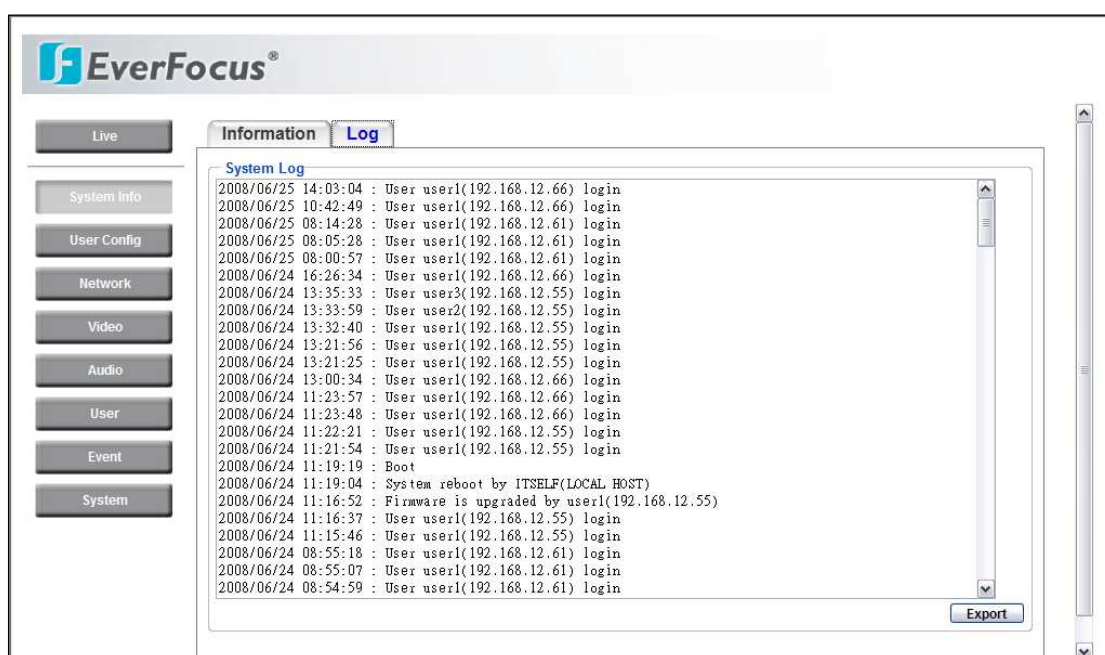 EverFocus®
Live
System Info
User Config
Network
Video
Audio
User
Event
System
Information
Log
System Log
2008/06/25 14:03:04 : User user1(192.168.12.66) login
2008/06/25 10:42:49 : User user1(192.168.12.66) login
2008/06/25 08:14:28 : User user1(192.168.12.61) login
2008/06/25 08:05:28 : User user1(192.168.12.61) login
2008/06/25 08:00:57 : User user1(192.168.12.61) login
2008/06/24 16:26:34 : User user1(192.168.12.66) login
2008/06/24 13:35:33 : User user3(192.168.12.55) login
2008/06/24 13:33:59 : User user2(192.168.12.55) login
2008/06/24 13:32:40 : User user1(192.168.12.55) login
2008/06/24 13:21:56 : User user1(192.168.12.55) login
2008/06/24 13:21:25 : User user1(192.168.12.55) login
2008/06/24 13:00:34 : User user1(192.168.12.66) login
2008/06/24 11:23:57 : User user1(192.168.12.66) login
2008/06/24 11:23:48 : User user1(192.168.12.66) login
2008/06/24 11:22:21 : User user1(192.168.12.55) login
2008/06/24 11:21:54 : User user1(192.168.12.55) login
2008/06/24 11:19:19 : Boot
2008/06/24 11:19:04 : System reboot by ITSELF(LOCAL HOST)
2008/06/24 11:16:52 : Firmware is upgraded by user1(192.168.12.55)
2008/06/24 11:16:37 : User user1(192.168.12.55) login
2008/06/24 11:15:46 : User user1(192.168.12.55) login
2008/06/24 08:55:18 : User user1(192.168.12.61) login
2008/06/24 08:55:07 : User user1(192.168.12.61) login
2008/06/24 08:54:59 : User user1(192.168.12.61) login
Export